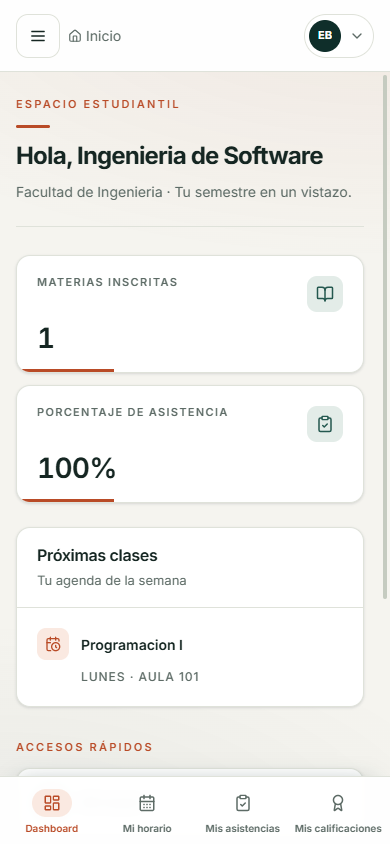 Inicio
EB
ESPACIO ESTUDIANTIL
Hola, Ingenieria de Software
Facultad de Ingenieria · Tu semestre en un vistazo.
MATERIAS INSCRITAS
1
PORCENTAJE DE ASISTENCIA
100%
Próximas clases
Tu agenda de la semana
Programacion I
LUNES · AULA 101
ACCESOS RÁPIDOS
Dashboard
Mi horario
Mis asistencias
Mis calificaciones